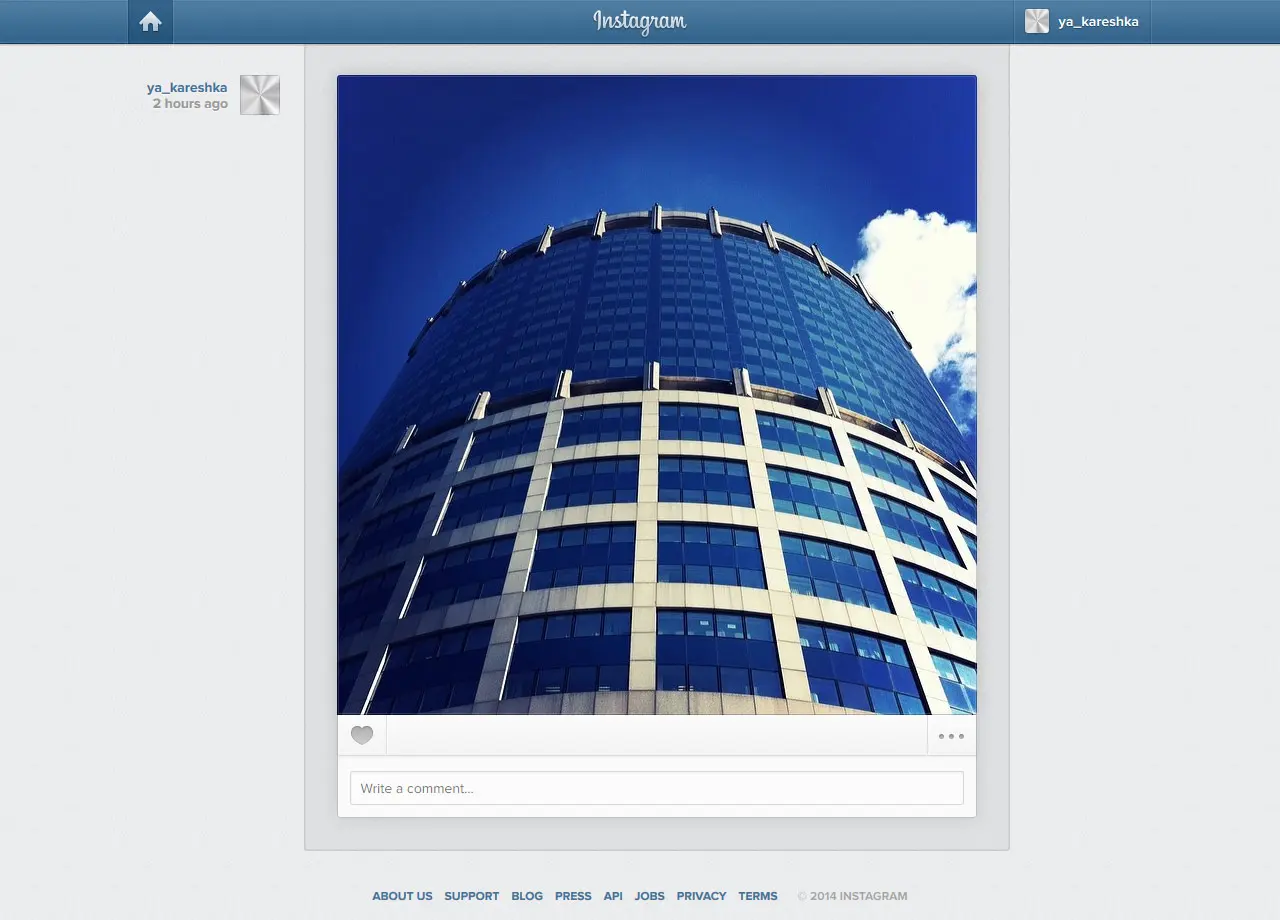 Instagram
ya_kareshka
ya_kareshka
2 hours ago
Write a comment...
ABOUT US SUPPORT BLOG PRESS API JOBS PRIVACY TERMS © 2014 INSTAGRAM